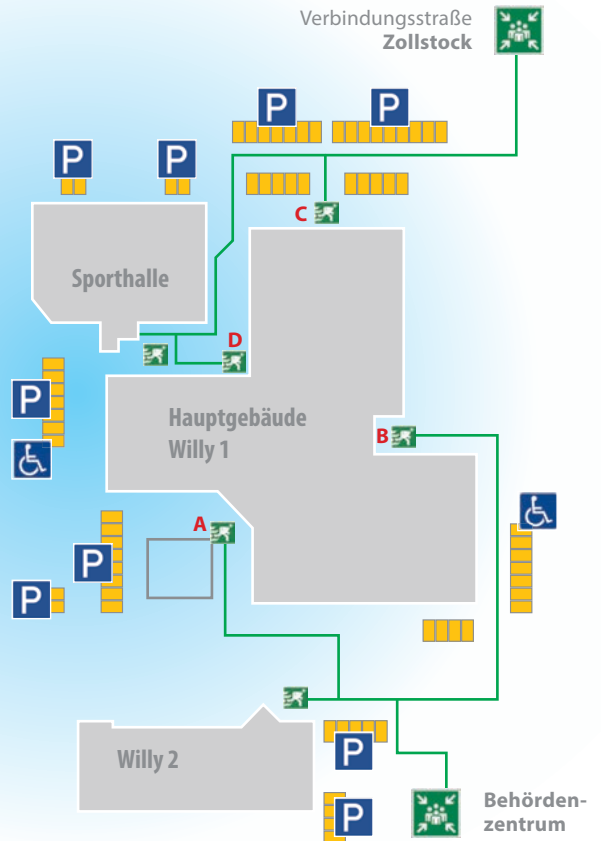 Verbindungsstraße
Zollstock
P
P
P
P
C
Sporthalle
D
P
Hauptgebäude
Willy 1
B
A
P
P
Willy 2
P
P
Behörden-
zentrum